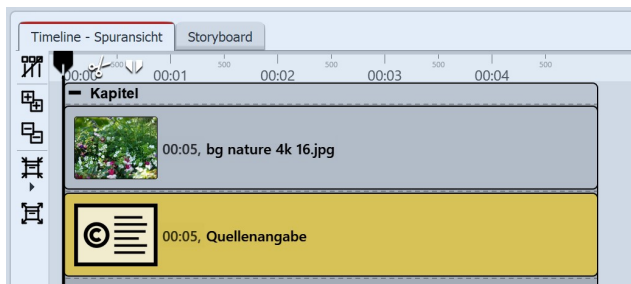 Timeline - Spuransicht Storyboard
500 500 500 500 500
00:00 00:01 00:02 00:03 00:04
Kapitel
00:05, bg nature 4k 16.jpg
© 00:05, Quellenangabe